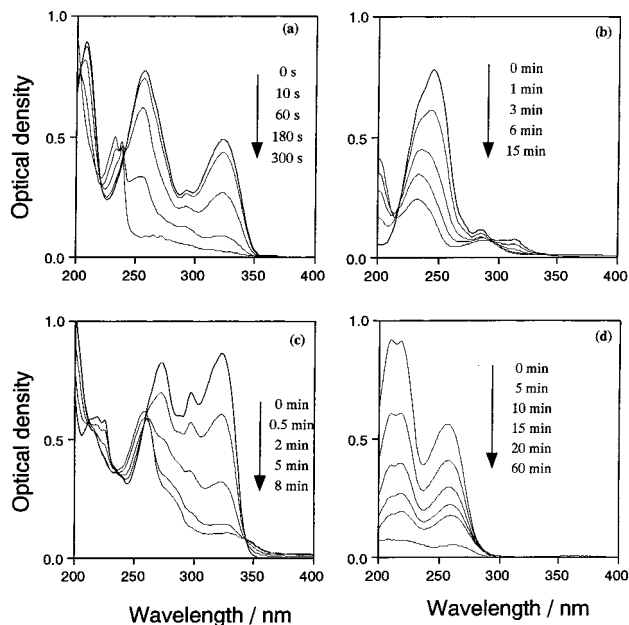 Optical density
1.0
0.5
0.0
(a)
0 s
10 s
60 s
180 s
300 s
200 250 300 350 400
1.0
0.5
0.0
(b)
0 min
1 min
3 min
6 min
15 min
200 250 300 350 400
Optical density
1.0
0.5
0.0
(c)
0 min
0.5 min
2 min
5 min
8 min
200 250 300 350 400
Wavelength / nm
1.0
0.5
0.0
(d)
0 min
5 min
10 min
15 min
20 min
60 min
200 300 400
Wavelength / nm